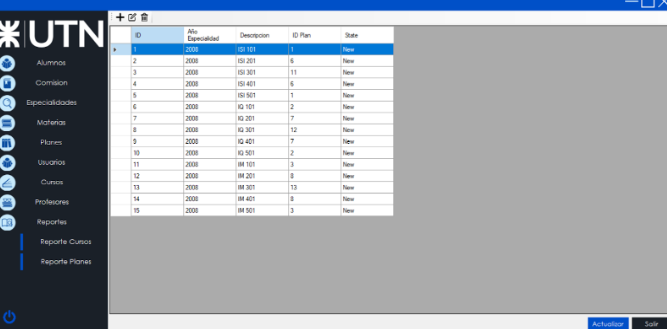 UTN
Alumnos
Comision
Especialidades
Materias
Planes
Usuarios
Cursos
Profesores
Reportes
Reporte Cursos
Reporte Planes
ID Año Especialidad Descripcion ID Plan State
1 2008 ISI 101 1 New
2 2008 ISI 201 6 New
3 2008 ISI 301 11 New
4 2008 ISI 401 6 New
5 2008 ISI 501 1 New
6 2008 IQ 101 2 New
7 2008 IQ 201 7 New
8 2008 IQ 301 12 New
9 2008 IQ 401 7 New
10 2008 IQ 501 2 New
11 2008 IM 101 3 New
12 2008 IM 201 8 New
13 2008 IM 301 13 New
14 2008 IM 401 8 New
15 2008 IM 501 3 New
Actualizar Salir